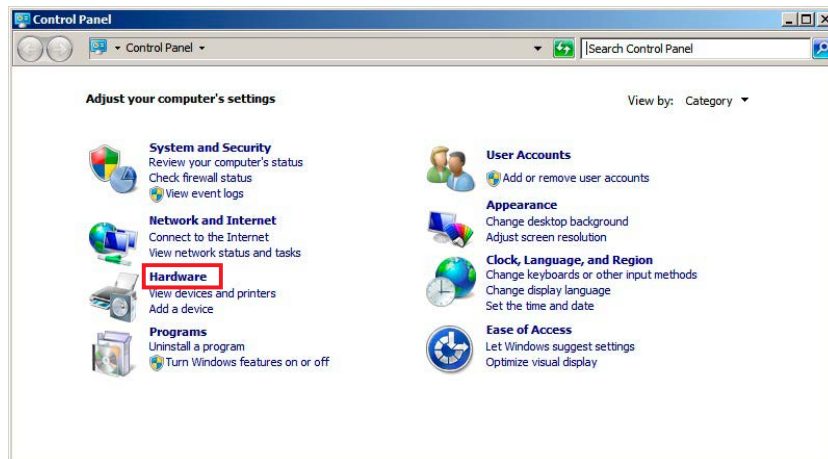 Control Panel
Control Panel
Search Control Panel
Adjust your computer's settings
View by: Category
System and Security
Review your computer's status
Check firewall status
View event logs
Network and Internet
Connect to the Internet
View network status and tasks
Hardware
View devices and printers
Add a device
Programs
Uninstall a program
Turn Windows features on or off
User Accounts
Add or remove user accounts
Appearance
Change desktop background
Adjust screen resolution
Clock, Language, and Region
Change keyboards or other input methods
Change display language
Set the time and date
Ease of Access
Let Windows suggest settings
Optimize visual display